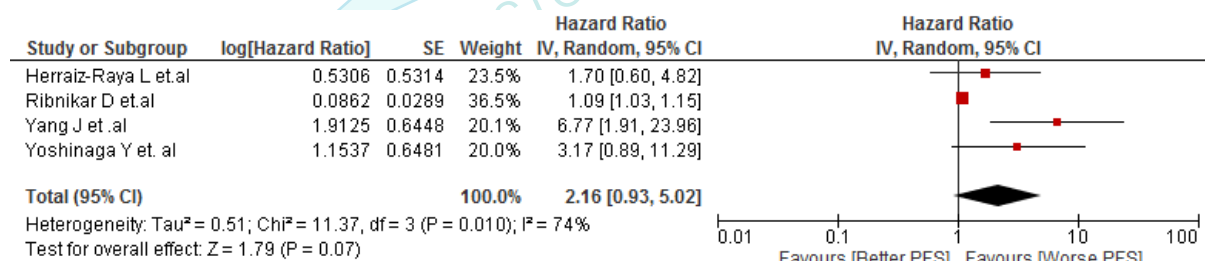 Hazard Ratio Hazard Ratio
Study or Subgroup log[Hazard Ratio] SE Weight IV, Random, 95% CI IV, Random, 95% CI
Herraiz-Raya L et.al 0.5306 0.5314 23.5% 1.70 [0.60, 4.82]
Ribnikar D et.al 0.0862 0.0289 36.5% 1.09 [1.03, 1.15]
Yang J et .al 1.9125 0.6448 20.1% 6.77 [1.91, 23.96]
Yoshinaga Y et. al 1.1537 0.6481 20.0% 3.17 [0.89, 11.29]
Total (95% CI) 100.0% 2.16 [0.93, 5.02]
Heterogeneity: Tau² = 0.51; Chi² = 11.37, df = 3 (P = 0.010); I² = 74%
Test for overall effect: Z = 1.79 (P = 0.07)
0.01 0.1 1 10 100
Favours [Better PFS] Favours [Worse PFS]